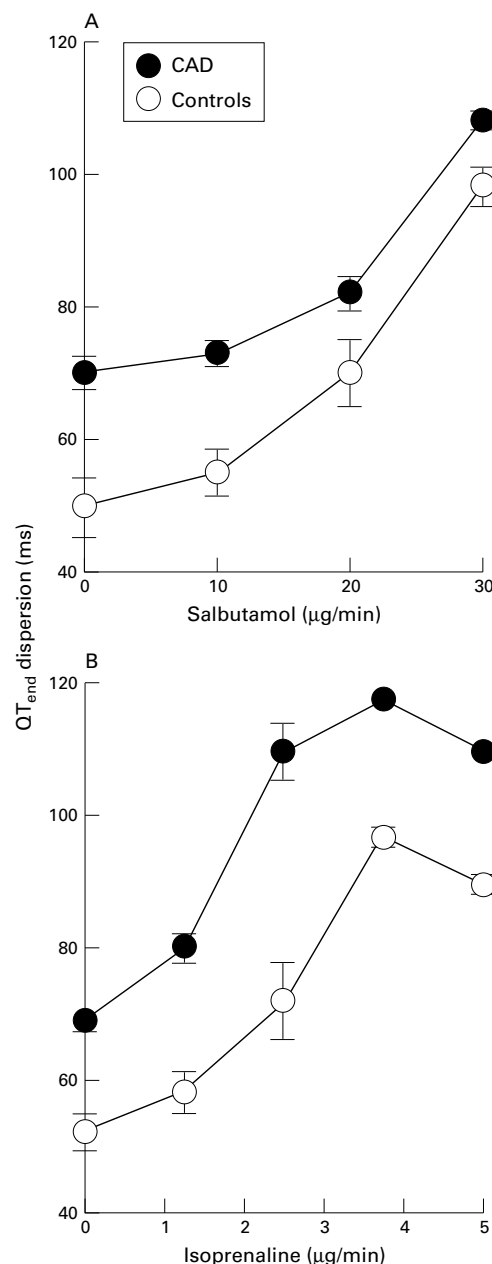 A
120
CAD
Controls
100
80
60
40
0
10
20
30
Salbutamol (μg/min)
QTend dispersion (ms)
B
120
100
80
60
40
0
1
2
3
4
5
Isoprenaline (μg/min)